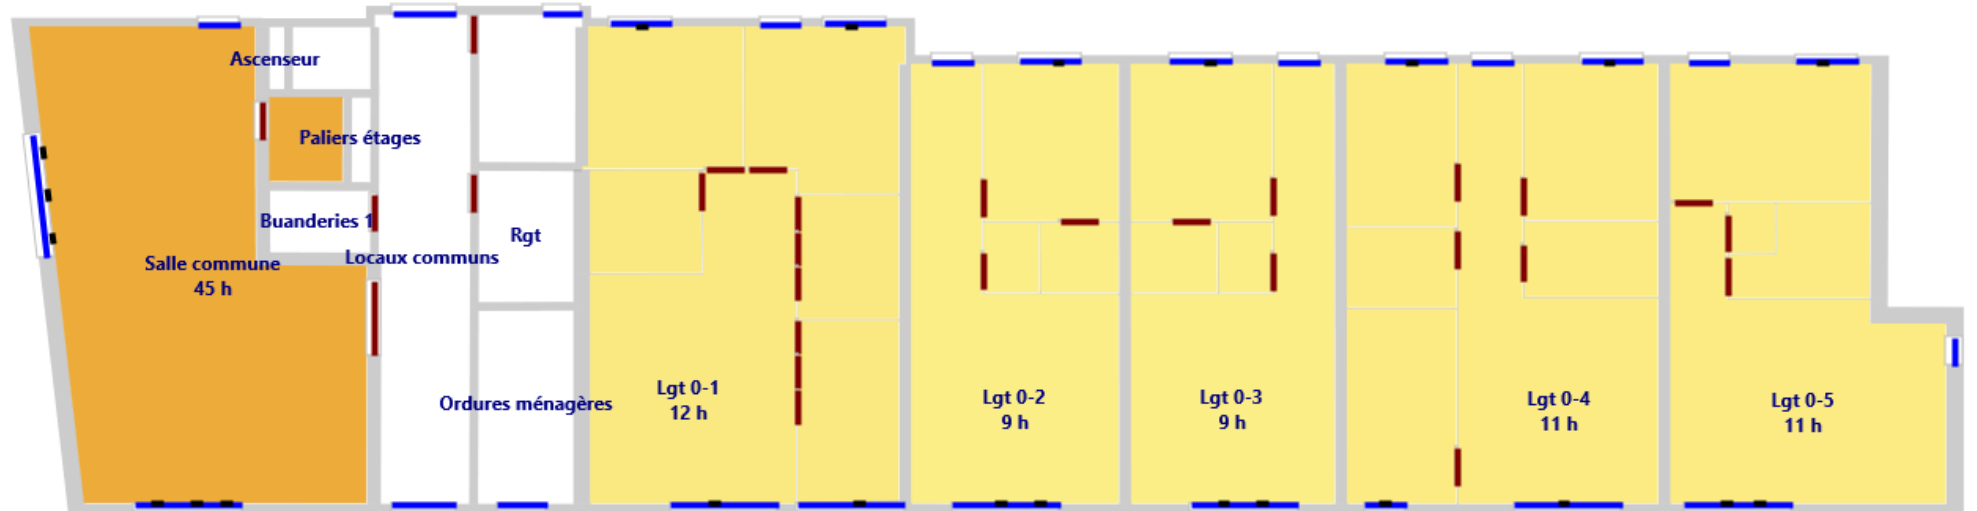 Ascenseur
Paliers étages
Buanderies 1
Rgt
Locaux communs
Salle commune
45 h
Ordures ménagères
Lgt 0-1
12 h
Lgt 0-2
9 h
Lgt 0-3
9 h
Lgt 0-4
11 h
Lgt 0-5
11 h